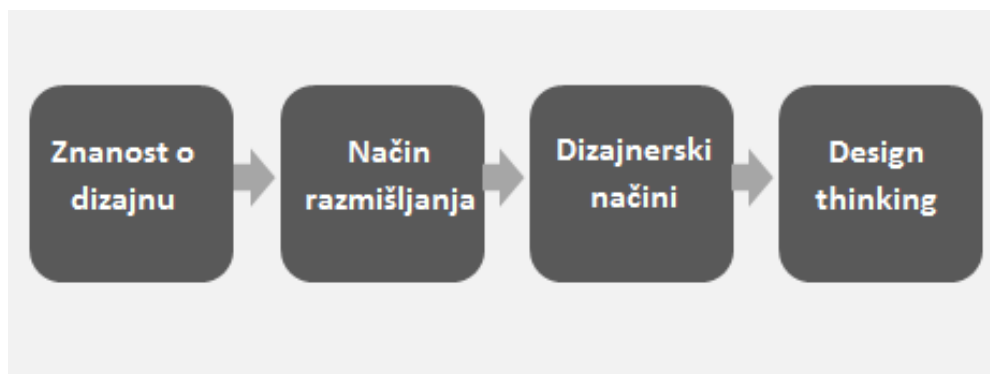 Znanost o
dizajnu
Način
razmišljanja
Dizajnerski
načini
Design
thinking